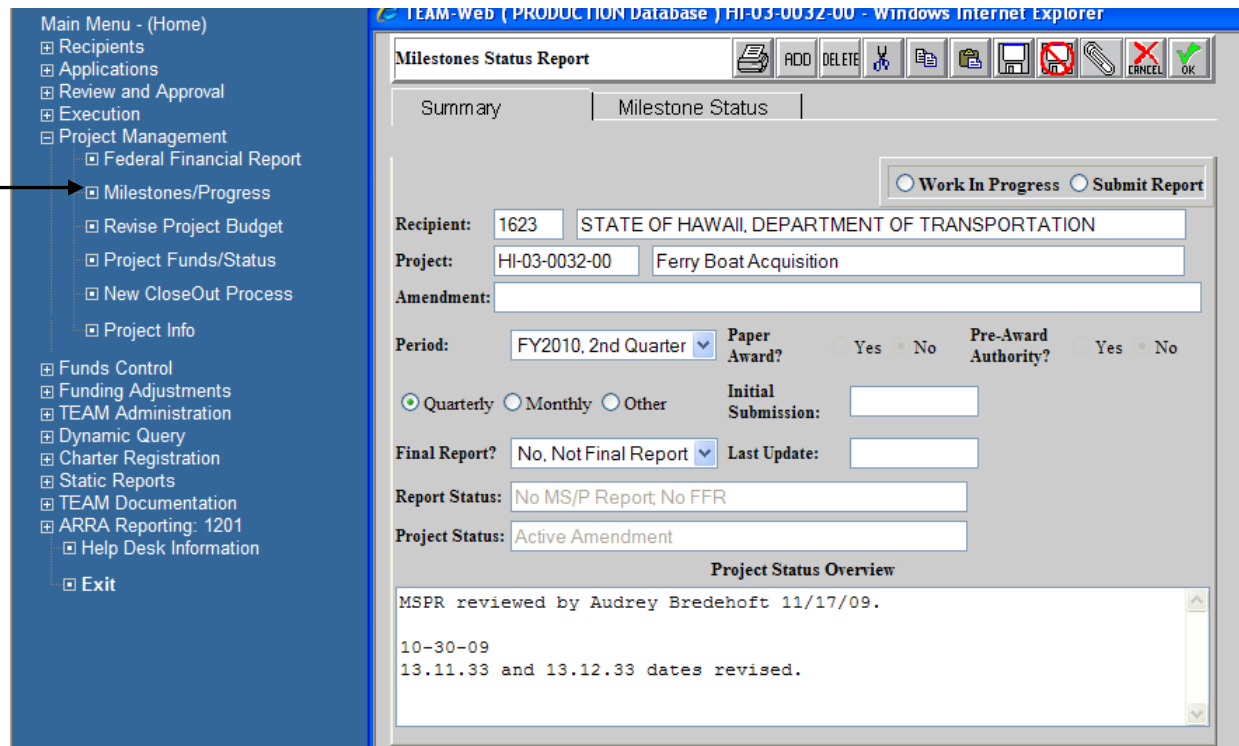 Main Menu - (Home)
Recipients
Applications
Review and Approval
Execution
Project Management
Federal Financial Report
Milestones/Progress
Revise Project Budget
Project Funds/Status
New CloseOut Process
Project Info
Funds Control
Funding Adjustments
TEAM Administration
Dynamic Query
Charter Registration
Static Reports
TEAM Documentation
ARRA Reporting: 1201
Help Desk Information
Exit
TEAM-Web ( PRODUCTION Database ) HI-03-0032-00 - Windows Internet Explorer
Milestones Status Report
ADD DELETE CANCEL OK
Summary Milestone Status
Work In Progress Submit Report
Recipient: 1623 STATE OF HAWAII, DEPARTMENT OF TRANSPORTATION
Project: HI-03-0032-00 Ferry Boat Acquisition
Amendment:
Period: FY2010, 2nd Quarter Paper Award? Yes No Pre-Award Authority? Yes No
Quarterly Monthly Other Initial Submission:
Final Report? No, Not Final Report Last Update:
Report Status: No MS/P Report; No FFR
Project Status: Active Amendment
Project Status Overview
MSPR reviewed by Audrey Bredehoft 11/17/09.
10-30-09
13.11.33 and 13.12.33 dates revised.